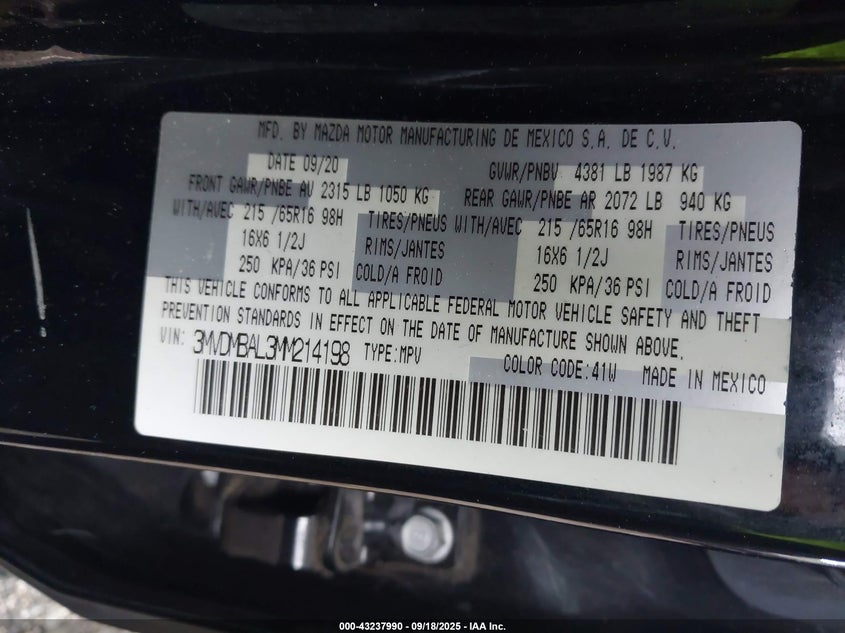 MFD. BY MAZDA MOTOR MANUFACTURING DE MEXICO S.A. DE C.V.
DATE 09/20 GVWR/PNBV 4381 LB 1987 KG
FRONT GAWR/PNBE AV 2315 LB 1050 KG REAR GAWR/PNBE AR 2072 LB 940 KG
WITH/AVEC 215 /65R16 98H TIRES/PNEUS WITH/AVEC 215 /65R16 98H TIRES/PNEUS
16X6 1/2J RIMS/JANTES 16X6 1/2J RIMS/JANTES
250 KPA/36 PSI COLD/A FROID 250 KPA/36 PSI COLD/A FROID
THIS VEHICLE CONFORMS TO ALL APPLICABLE FEDERAL MOTOR VEHICLE SAFETY AND THEFT
PREVENTION STANDARDS IN EFFECT ON THE DATE OF MANUFACTURE SHOWN ABOVE.
VIN: 3MVDMBAL3MM214198 TYPE:MPV COLOR CODE:41W MADE IN MEXICO
000-43237990 - 09/18/2025 - IAA Inc.